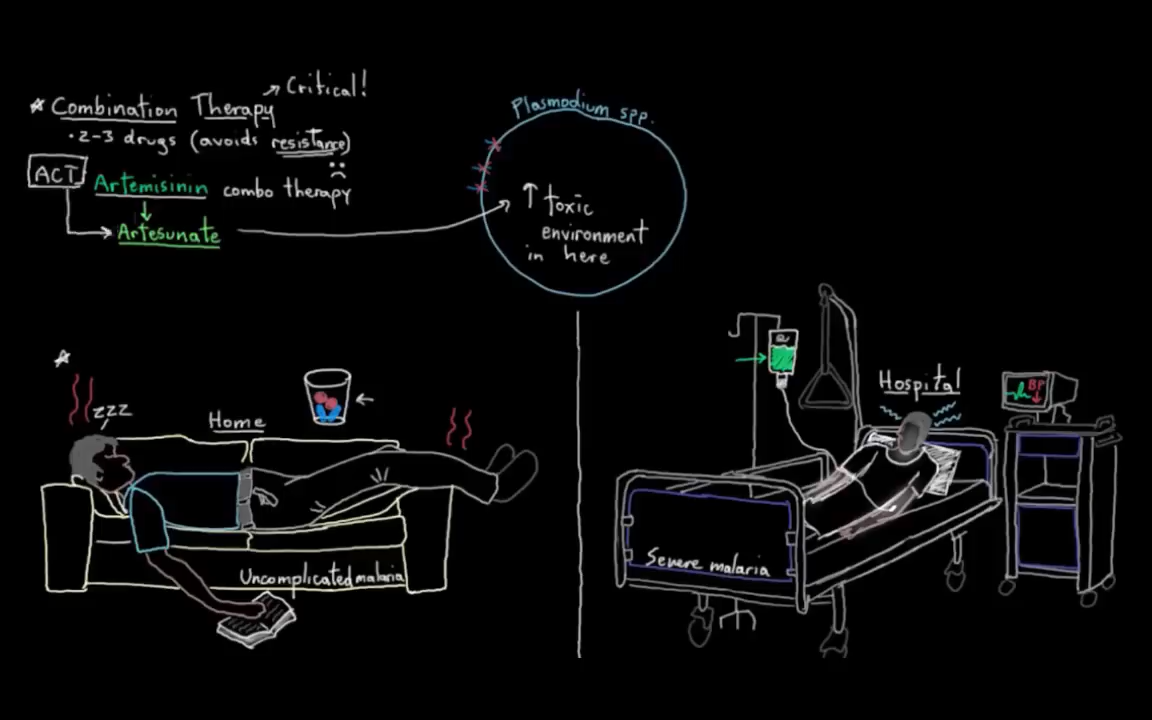 * Combination Therapy → Critical!
• 2-3 drugs (avoids resistance)
ACT Artemisinin combo therapy
Artesunate
Plasmodium spp.
↑ toxic
environment
in here
zzz
Home
Uncomplicated malaria
Hospital
BP
Severe malaria